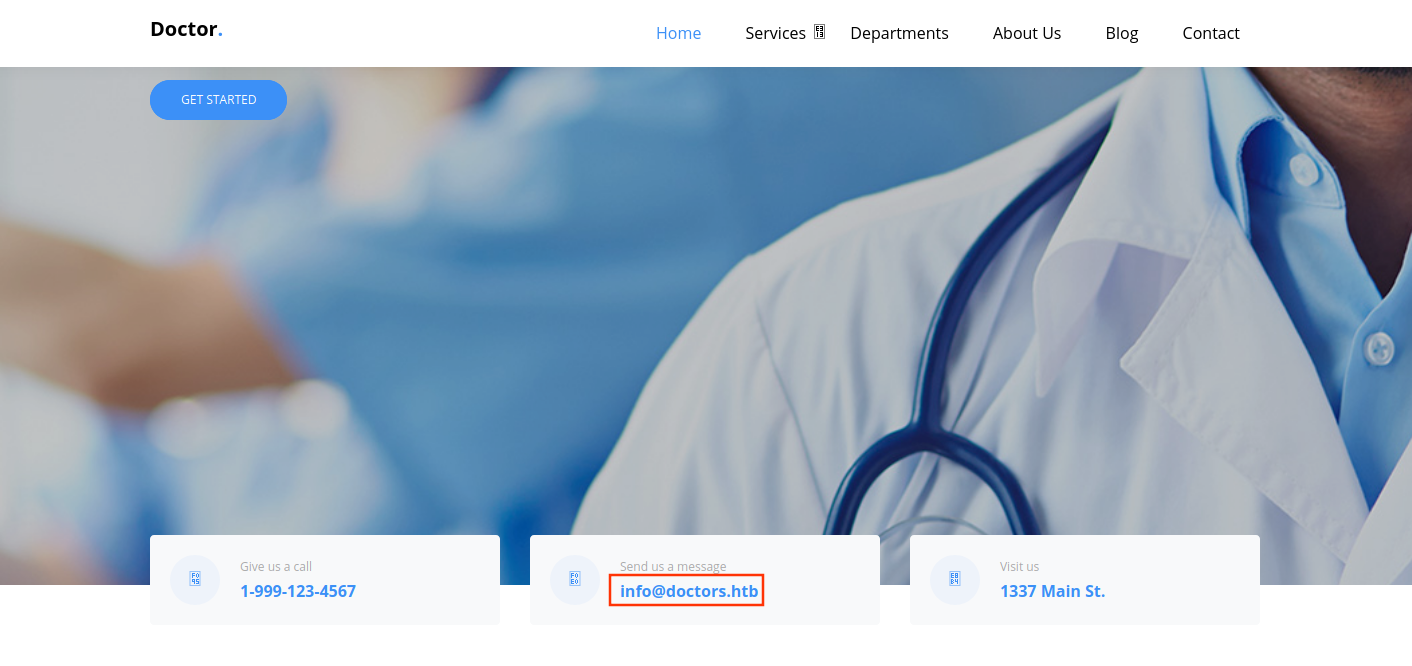 Doctor.
Home Services Departments About Us Blog Contact
GET STARTED
Give us a call
1-999-123-4567
Send us a message
info@doctors.htb
Visit us
1337 Main St.